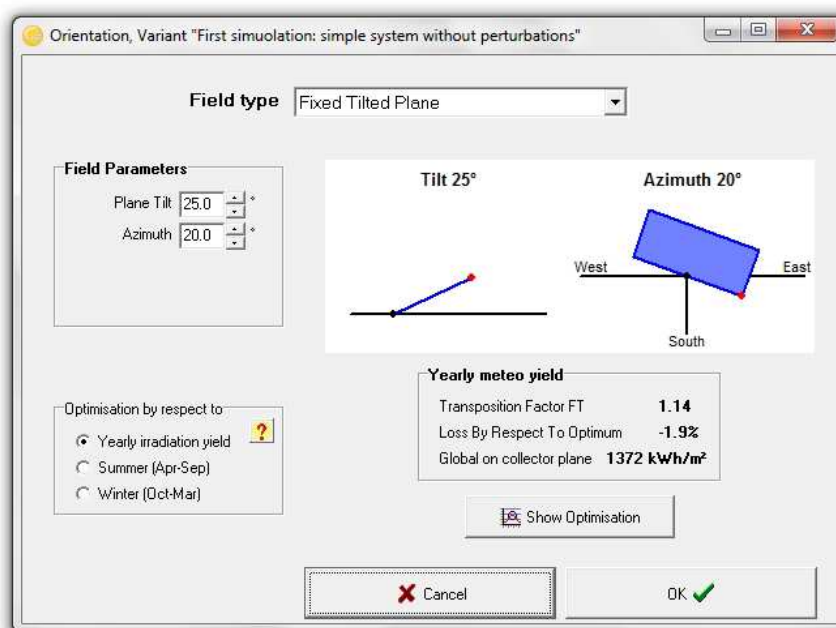 Orientation, Variant "First simuolation: simple system without perturbations"
Field type Fixed Tilted Plane
Field Parameters
Plane Tilt 25.0 °
Azimuth 20.0 °
Tilt 25°
Azimuth 20°
West
East
South
Optimisation by respect to
Yearly irradiation yield
?
Summer (Apr-Sep)
Winter (Oct-Mar)
Yearly meteo yield
Transposition Factor FT 1.14
Loss By Respect To Optimum -1.9%
Global on collector plane 1372 kWh/m²
Show Optimisation
Cancel
OK